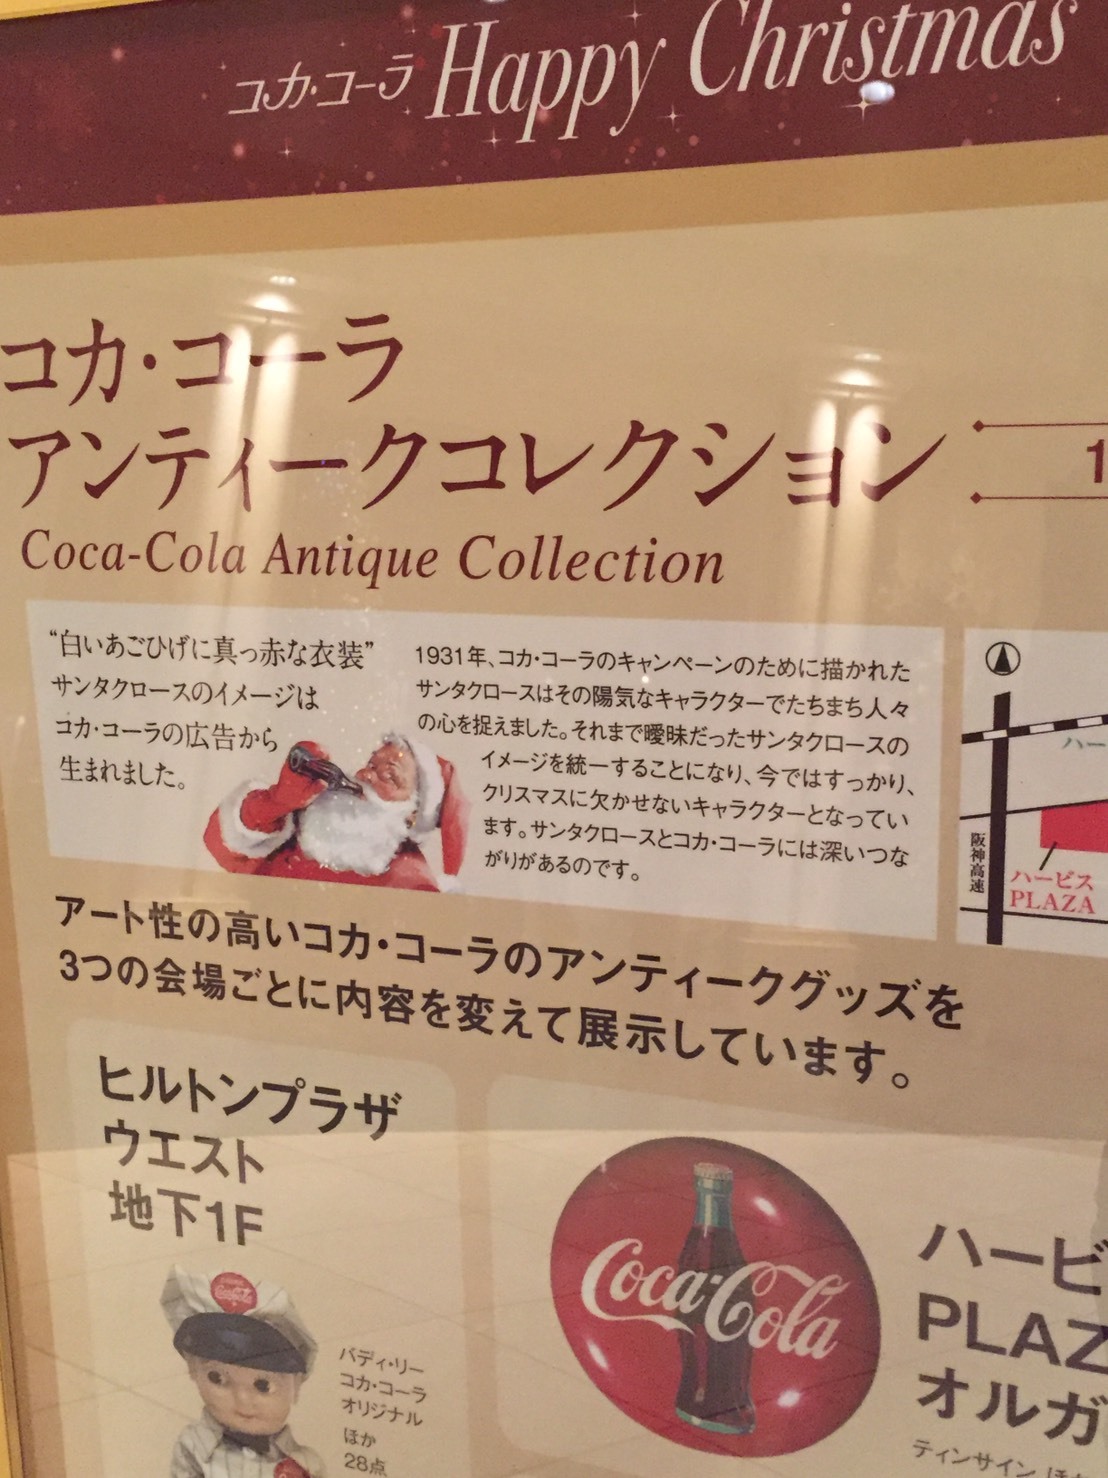 コカ・コーラ Happy Christmas
コカ・コーラ
アンティークコレクション
1
Coca-Cola Antique Collection
“白いあごひげに真っ赤な衣装”
サンタクロースのイメージは
コカ・コーラの広告から
生まれました。
1931年、コカ・コーラのキャンペーンのために描かれた
サンタクロースはその陽気なキャラクターでたちまち人々
の心を捉えました。それまで曖昧だったサンタクロースの
イメージを統一することになり、今ではすっかり、
クリスマスに欠かせないキャラクターとなってい
ます。サンタクロースとコカ・コーラには深いつな
がりがあるのです。
ハー
阪神高速
ハービス
PLAZA
アート性の高いコカ・コーラのアンティークグッズを
3つの会場ごとに内容を変えて展示しています。
ヒルトンプラザ
ウエスト
地下1F
バディ・リー
コカ・コーラ
オリジナル
ほか
28点
Coca-Cola
ハービ
PLAZ
オルガ
ティンサイン